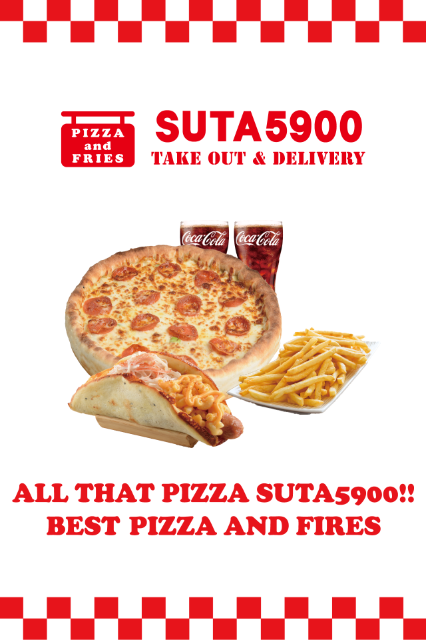 PIZZA
and
FRIES
SUTA5900
TAKE OUT & DELIVERY
Coca-Cola Coca-Cola
ALL THAT PIZZA SUTA5900!!
BEST PIZZA AND FIRES